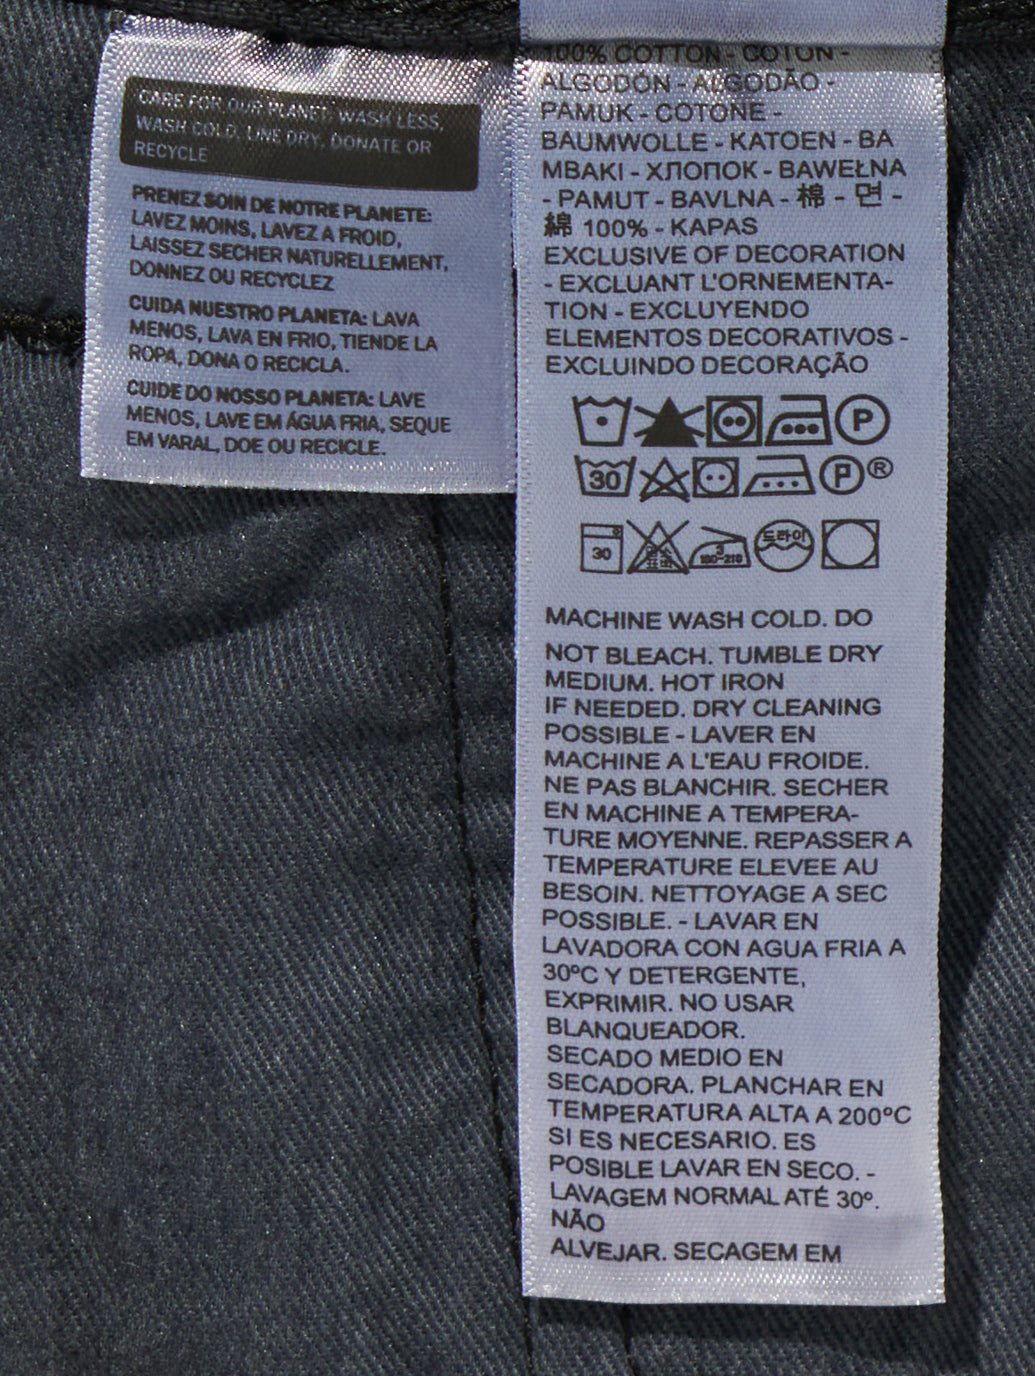 CARE FOR OUR PLANET: WASH LESS,
WASH COLD, LINE DRY, DONATE OR
RECYCLE
PRENEZ SOIN DE NOTRE PLANETE:
LAVEZ MOINS, LAVEZ A FROID,
LAISSEZ SECHER NATURELLEMENT,
DONNEZ OU RECYCLEZ
CUIDA NUESTRO PLANETA: LAVA
MENOS, LAVA EN FRIO, TIENDE LA
ROPA, DONA O RECICLA.
CUIDE DO NOSSO PLANETA: LAVE
MENOS, LAVE EM ÁGUA FRIA, SEQUE
EM VARAL, DOE OU RECICLE.
100% COTTON - COTON -
ALGODÓN - ALGODÃO -
PAMUK - COTONE -
BAUMWOLLE - KATOEN - BA
MBAKI - ХЛОПОК - BAWEŁNA
- PAMUT - BAVLNA - 棉 - 면 -
綿 100% - KAPAS
EXCLUSIVE OF DECORATION
- EXCLUANT L'ORNEMENTA-
TION - EXCLUYENDO
ELEMENTOS DECORATIVOS -
EXCLUINDO DECORAÇÃO
P
30 P ®
30 3 180-210 드라이
MACHINE WASH COLD. DO
NOT BLEACH. TUMBLE DRY
MEDIUM. HOT IRON
IF NEEDED. DRY CLEANING
POSSIBLE - LAVER EN
MACHINE A L'EAU FROIDE.
NE PAS BLANCHIR. SECHER
EN MACHINE A TEMPERA-
TURE MOYENNE. REPASSER A
TEMPERATURE ELEVEE AU
BESOIN. NETTOYAGE A SEC
POSSIBLE. - LAVAR EN
LAVADORA CON AGUA FRIA A
30ºC Y DETERGENTE,
EXPRIMIR. NO USAR
BLANQUEADOR.
SECADO MEDIO EN
SECADORA. PLANCHAR EN
TEMPERATURA ALTA A 200ºC
SI ES NECESARIO. ES
POSIBLE LAVAR EN SECO. -
LAVAGEM NORMAL ATÉ 30º.
NÃO
ALVEJAR. SECAGEM EM